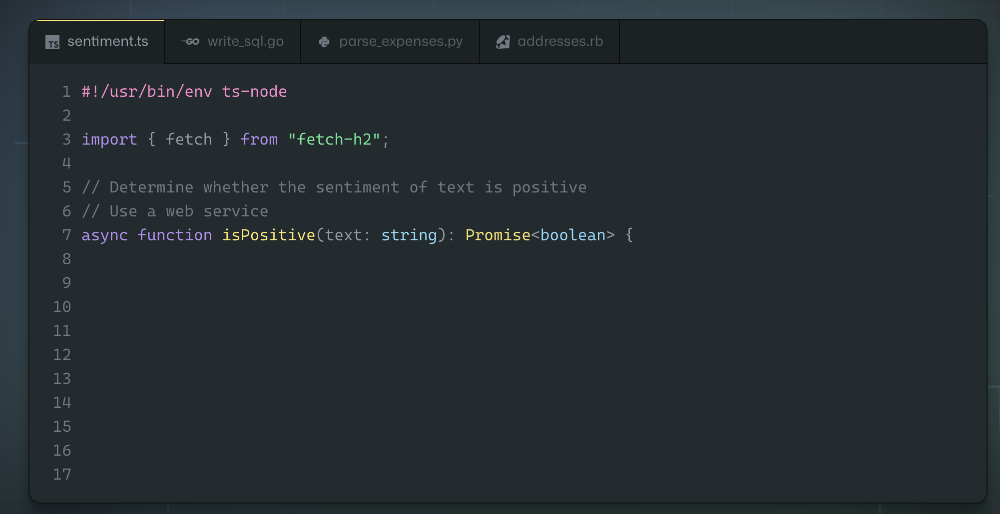 TS sentiment.ts
GO write_sql.go
parse_expenses.py
addresses.rb
1 #!/usr/bin/env ts-node
2
3 import { fetch } from "fetch-h2";
4
5 // Determine whether the sentiment of text is positive
6 // Use a web service
7 async function isPositive(text: string): Promise<boolean> {
8
9
10
11
12
13
14
15
16
17